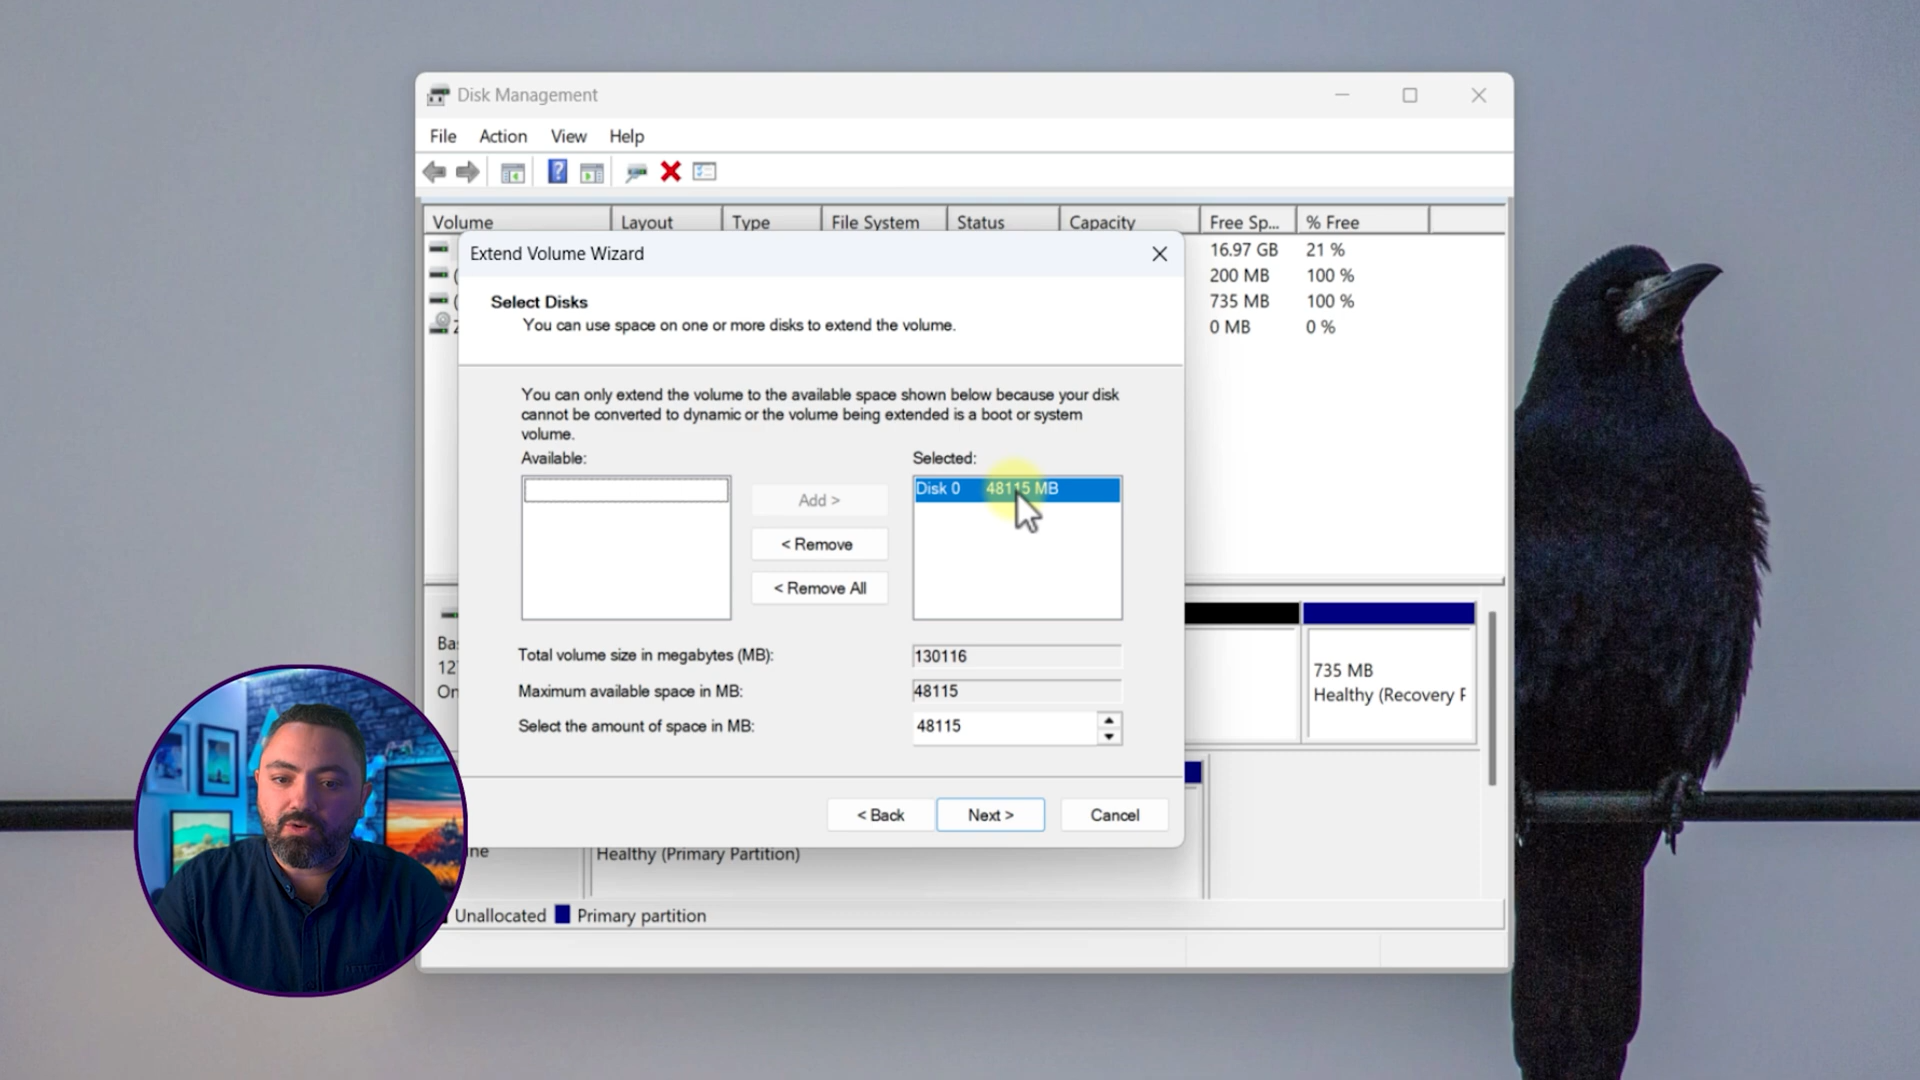 Disk Management
File Action View Help
Volume Layout Type File System Status Capacity Free Sp... % Free
16.97 GB 21 %
200 MB 100 %
735 MB 100 %
0 MB 0 %
Extend Volume Wizard
Select Disks
You can use space on one or more disks to extend the volume.
You can only extend the volume to the available space shown below because your disk
cannot be converted to dynamic or the volume being extended is a boot or system
volume.
Available: Selected:
Disk 0 48115 MB
Add >
< Remove
< Remove All
Total volume size in megabytes (MB): 130116
Maximum available space in MB: 48115
Select the amount of space in MB: 48115
< Back Next > Cancel
735 MB
Healthy (Recovery P
Healthy (Primary Partition)
Unallocated Primary partition